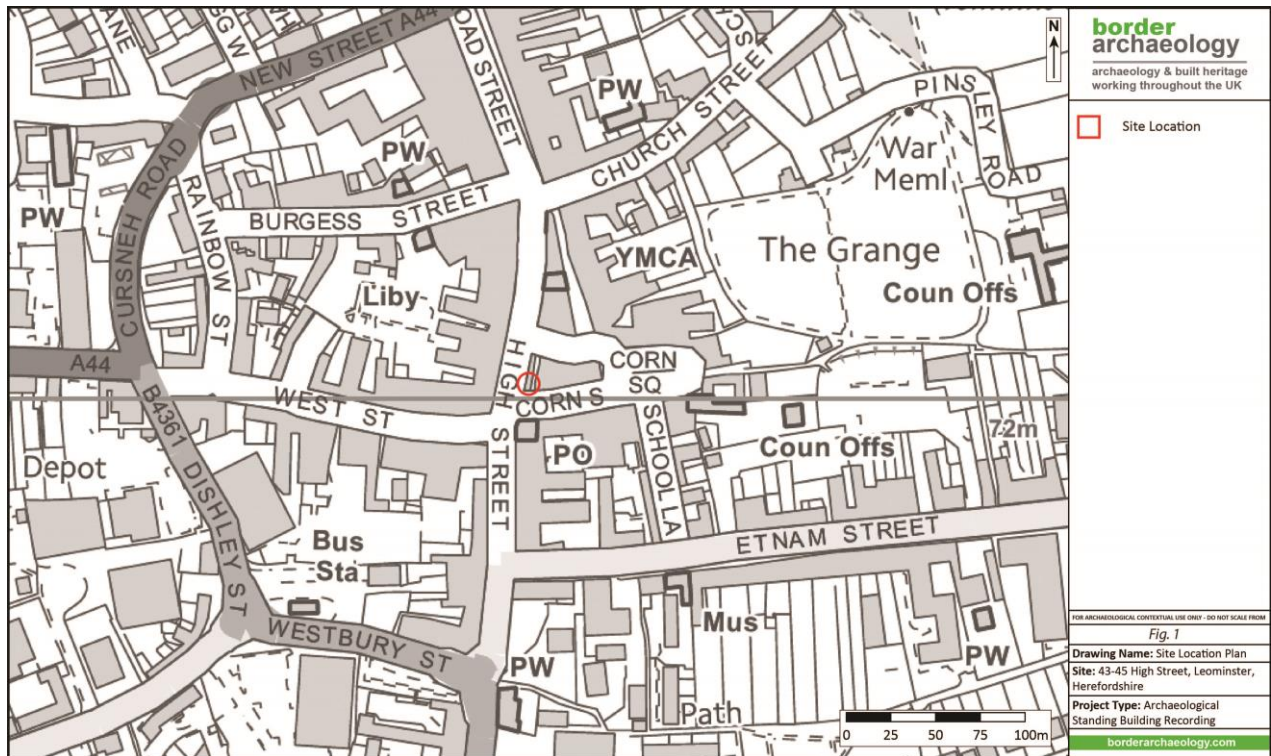 ANE
GGW
NEW STREET A44
OAD STREET
CHURCH STREET
PW
PW
PW
CURSNEH ROAD
RAINBOW ST
BURGESS STREET
Liby
YMCA
PINSLEY ROAD
War
Meml
The Grange
Coun Offs
N
A44
B4361 DISHLEY ST
WEST ST
HIGH STREET
CORN
SQ
CORN S
SCHOOL LA
PO
Coun Offs
72m
Depot
Bus
Sta
ETNAM STREET
Mus
WESTBURY ST
PW
PW
Path
0 25 50 75 100m
border
archaeology
archaeology & built heritage
working throughout the UK
Site Location
FOR ARCHAEOLOGICAL CONTEXTUAL USE ONLY - DO NOT SCALE FROM
Fig. 1
Drawing Name: Site Location Plan
Site: 43-45 High Street, Leominster,
Herefordshire
Project Type: Archaeological
Standing Building Recording
borderarchaeology.com